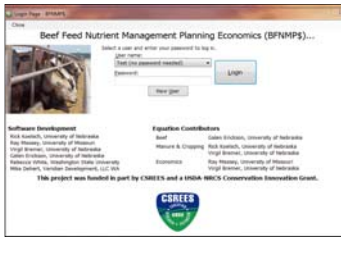 Login Page - BFNMP$
Close
Beef Feed Nutrient Management Planning Economics (BFNMP$)...
Select a user and enter your password to log in.
User name:
Test (no password needed)
Password:
Login
New User
Software Development
Rick Koelsch, University of Nebraska
Ray Massey, University of Missouri
Virgil Bremer, University of Nebraska
Galen Erickson, University of Nebraska
Rebecca White, Washington State University
Mike Dehert, Veridian Development, LLC WA
Equation Contributors
Beef Galen Erickson, University of Nebraska
Manure & Cropping Rick Koelsch, University of Nebraska
Virgil Bremer, University of Nebraska
Economics Ray Massey, University of Missouri
Virgil Bremer, University of Nebraska
This project was funded in part by CSREES and a USDA-NRCS Conservation Innovation Grant.
CSREES